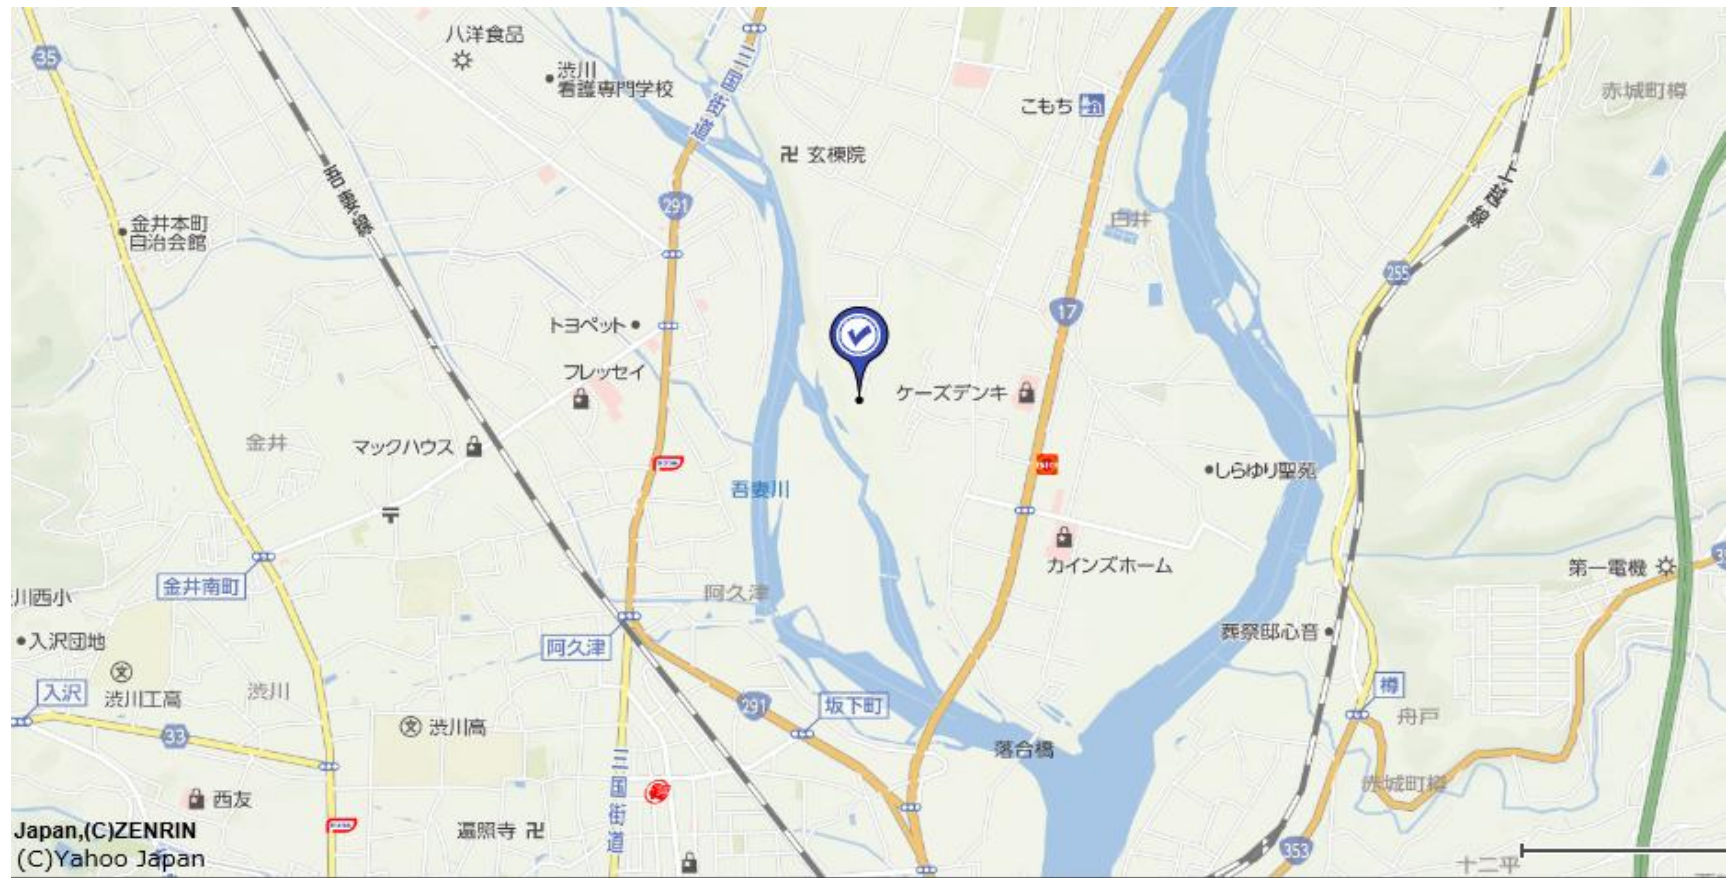 八洋食品
35
渋川
看護専門学校
三国街道
こもち
赤城町樽
卍 玄棟院
吾妻線
上越線
291
金井本町
自治会館
白井
255
17
トヨペット
フレッセイ
ケーズデンキ
金井
マックハウス
しらゆり聖苑
吾妻川
〒
カインズホーム
第一電機
金井南町
阿久津
川西小
入沢団地
阿久津
葬祭邸心音
文
渋川工高
入沢
渋川
樽
291
坂下町
舟戸
33
文 渋川高
落合橋
三国街道
赤城町樽
西友
Japan,(C)ZENRIN
遍照寺 卍
(C)Yahoo Japan
353
十二平